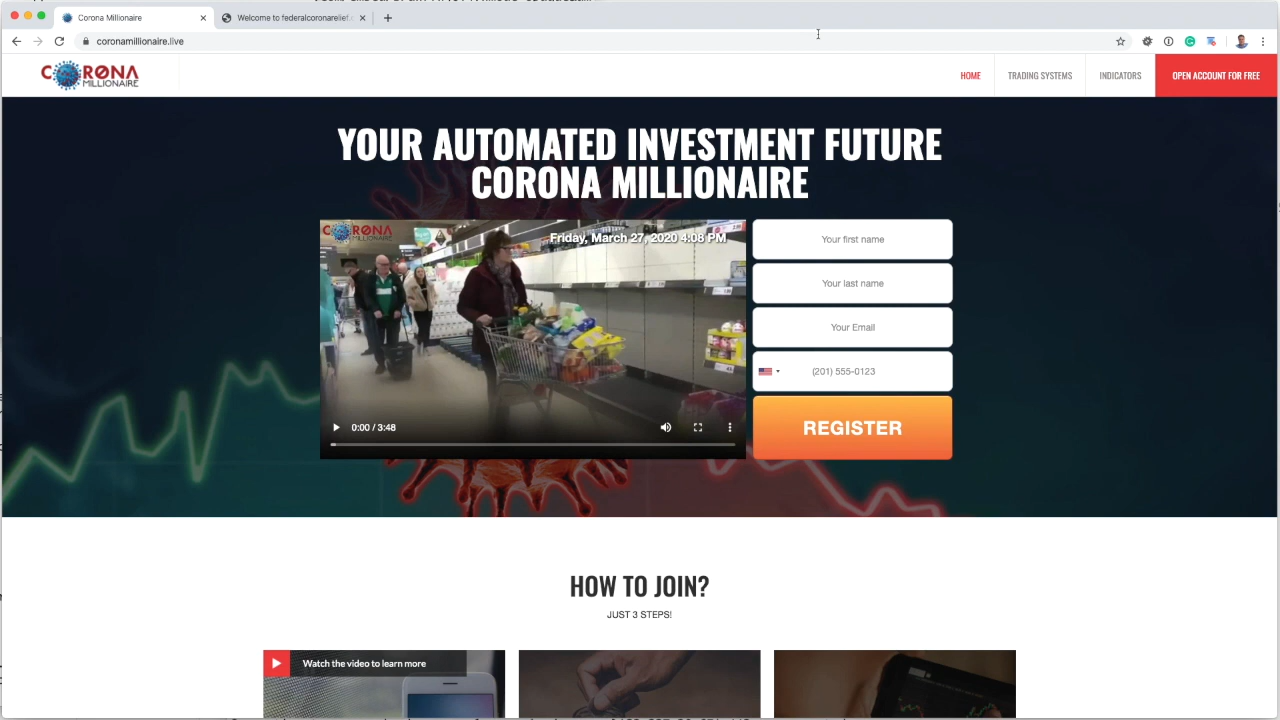 Corona Millionaire
Welcome to federalcoronarelief.c
coronamillionaire.live
CORONA
MILLIONAIRE
HOME
TRADING SYSTEMS
INDICATORS
OPEN ACCOUNT FOR FREE
YOUR AUTOMATED INVESTMENT FUTURE
CORONA MILLIONAIRE
CORONA
MILLIONAIRE
Friday, March 27, 2020 4:08 PM
0:00 / 3:48
Your first name
Your last name
Your Email
(201) 555-0123
REGISTER
HOW TO JOIN?
JUST 3 STEPS!
Watch the video to learn more